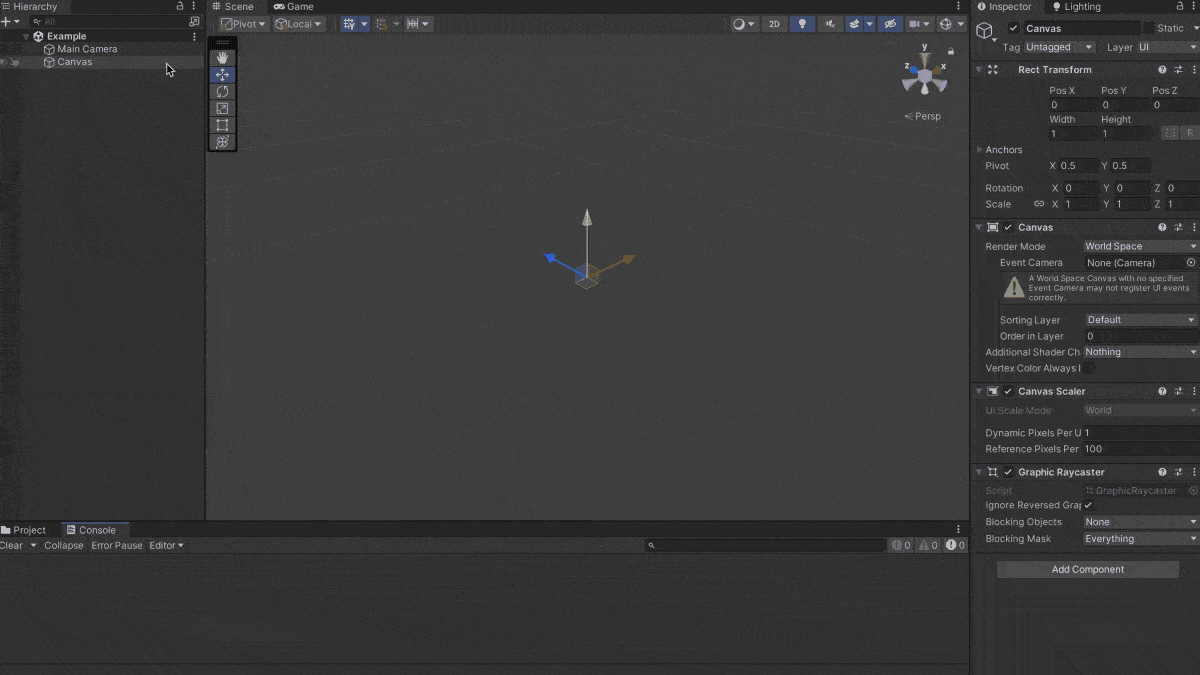 Hierarchy
All
Example
Main Camera
Canvas
Scene
Game
Pivot
Local
2D
y
z
x
Persp
Project
Console
Clear
Collapse
Error Pause
Editor
0
0
0
Inspector
Lighting
Canvas
Static
Tag Untagged
Layer UI
Rect Transform
Pos X Pos Y Pos Z
0 0 0
Width Height
1 1
R
Anchors
Pivot X 0.5 Y 0.5
Rotation X 0 Y 0 Z 0
Scale X 1 Y 1 Z 1
Canvas
Render Mode World Space
Event Camera None (Camera)
A World Space Canvas with no specified
Event Camera may not register UI events
correctly.
Sorting Layer Default
Order in Layer 0
Additional Shader Ch Nothing
Vertex Color Always I
Canvas Scaler
UI Scale Mode World
Dynamic Pixels Per U 1
Reference Pixels Per 100
Graphic Raycaster
Script GraphicRaycaster
Ignore Reversed Grap
Blocking Objects None
Blocking Mask Everything
Add Component